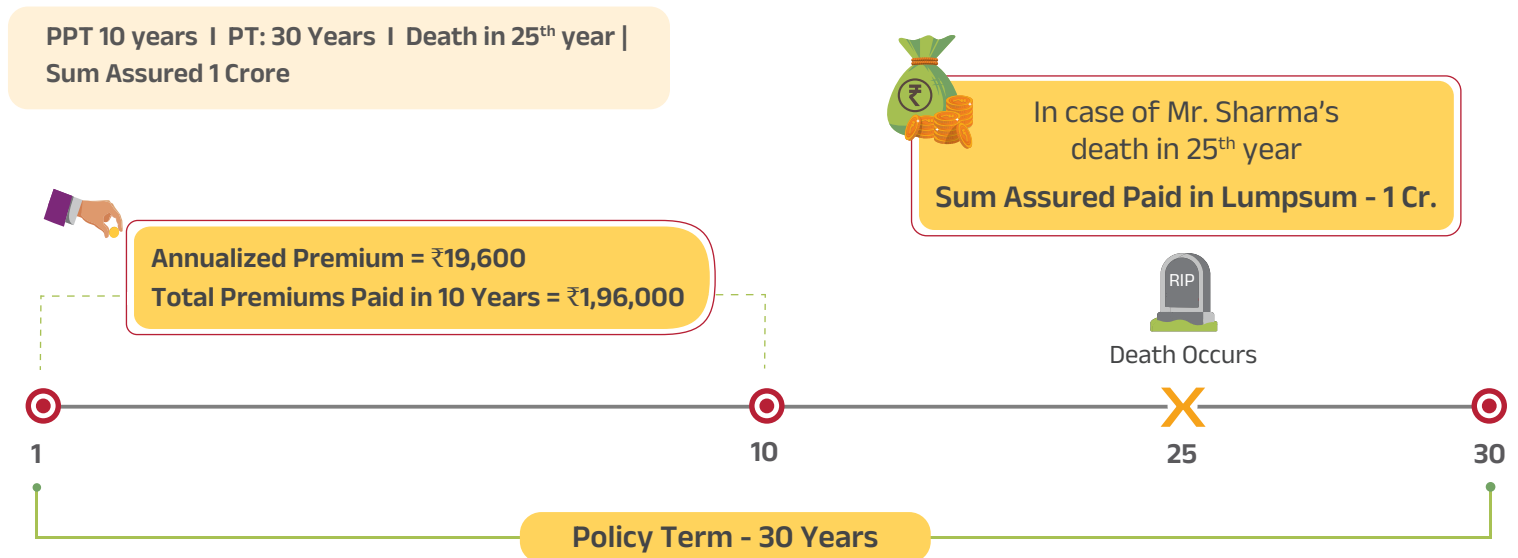 PPT 10 years I PT: 30 Years I Death in 25th year |
Sum Assured 1 Crore
₹
In case of Mr. Sharma's
death in 25th year
Sum Assured Paid in Lumpsum - 1 Cr.
Annualized Premium = ₹19,600
Total Premiums Paid in 10 Years = ₹1,96,000
RIP
Death Occurs
1
10
25
30
Policy Term - 30 Years